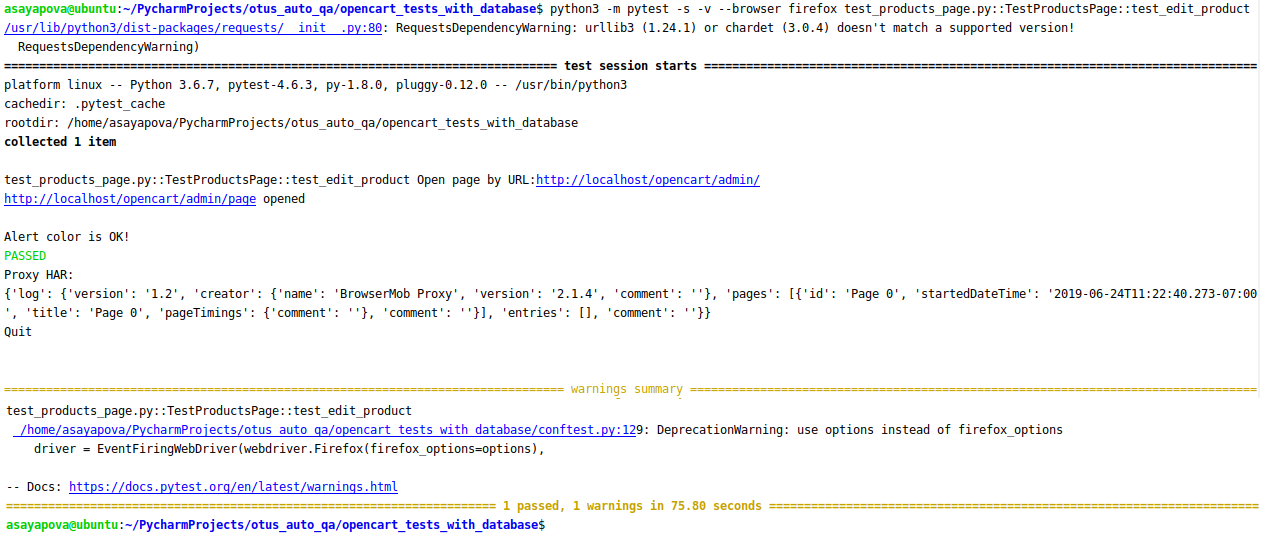 asayapova@ubuntu:~/PycharmProjects/otus_auto_qa/opencart_tests_with_database$ python3 -m pytest -s -v --browser firefox test_products_page.py::TestProductsPage::test_edit_product
/usr/lib/python3/dist-packages/requests/__init__.py:80: RequestsDependencyWarning: urllib3 (1.24.1) or chardet (3.0.4) doesn't match a supported version!
  RequestsDependencyWarning)
=============================================================================== test session starts ===============================================================================
platform linux -- Python 3.6.7, pytest-4.6.3, py-1.8.0, pluggy-0.12.0 -- /usr/bin/python3
cachedir: .pytest_cache
rootdir: /home/asayapova/PycharmProjects/otus_auto_qa/opencart_tests_with_database
collected 1 item
test_products_page.py::TestProductsPage::test_edit_product Open page by URL:http://localhost/opencart/admin/
http://localhost/opencart/admin/page opened
Alert color is OK!
PASSED
Proxy HAR:
{'log': {'version': '1.2', 'creator': {'name': 'BrowserMob Proxy', 'version': '2.1.4', 'comment': ''}, 'pages': [{'id': 'Page 0', 'startedDateTime': '2019-06-24T11:22:40.273-07:00
', 'title': 'Page 0', 'pageTimings': {'comment': ''}, 'comment': ''}], 'entries': [], 'comment': ''}}
Quit
================================================================================ warnings summary =================================================================================
test_products_page.py::TestProductsPage::test_edit_product
  /home/asayapova/PycharmProjects/otus_auto_qa/opencart_tests_with_database/conftest.py:129: DeprecationWarning: use options instead of firefox_options
    driver = EventFiringWebDriver(webdriver.Firefox(firefox_options=options),
-- Docs: https://docs.pytest.org/en/latest/warnings.html
====================================================================== 1 passed, 1 warnings in 75.80 seconds ======================================================================
asayapova@ubuntu:~/PycharmProjects/otus_auto_qa/opencart_tests_with_database$